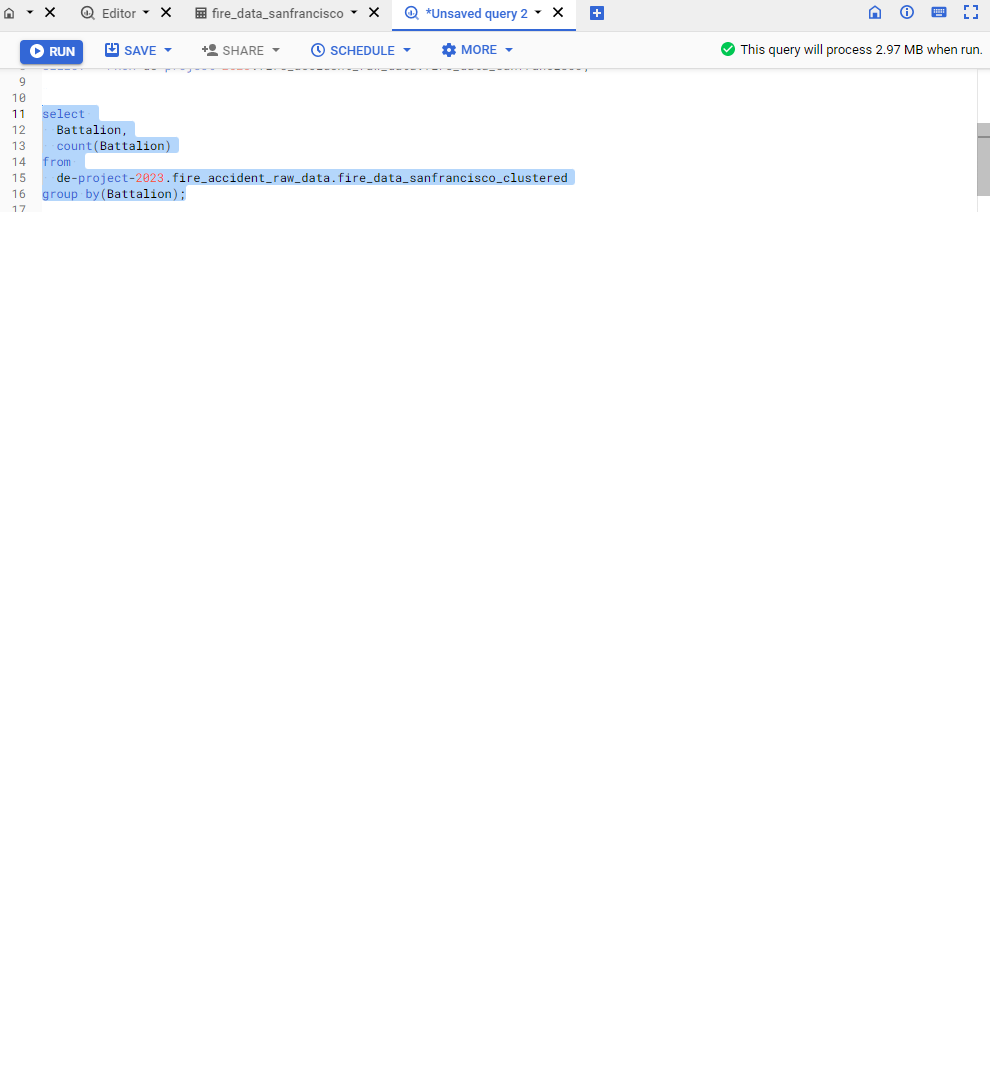 Editor fire_data_sanfrancisco *Unsaved query 2
RUN SAVE SHARE SCHEDULE MORE This query will process 2.97 MB when run.
9
10
11 select
12 Battalion,
13 count(Battalion)
14 from
15 de-project-2023.fire_accident_raw_data.fire_data_sanfrancisco_clustered
16 group by(Battalion);
17